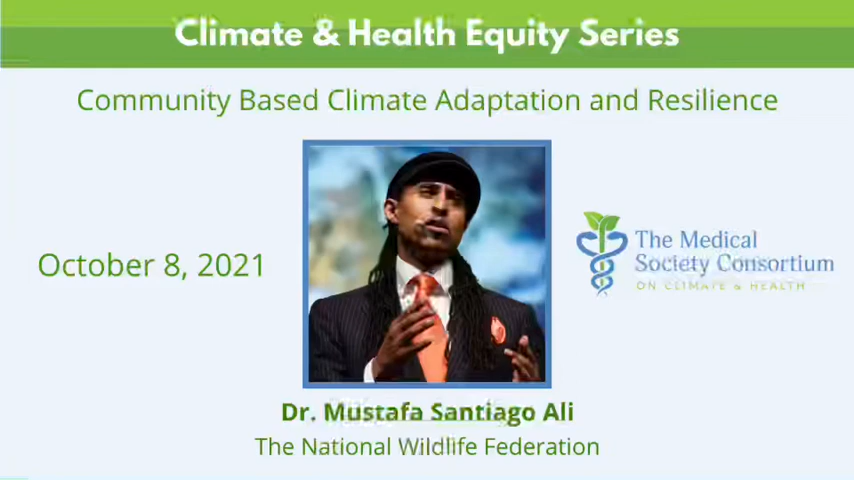 Climate & Health Equity Series
Community Based Climate Adaptation and Resilience
October 8, 2021
The Medical
Society Consortium
ON CLIMATE & HEALTH
Dr. Mustafa Santiago Ali
The National Wildlife Federation